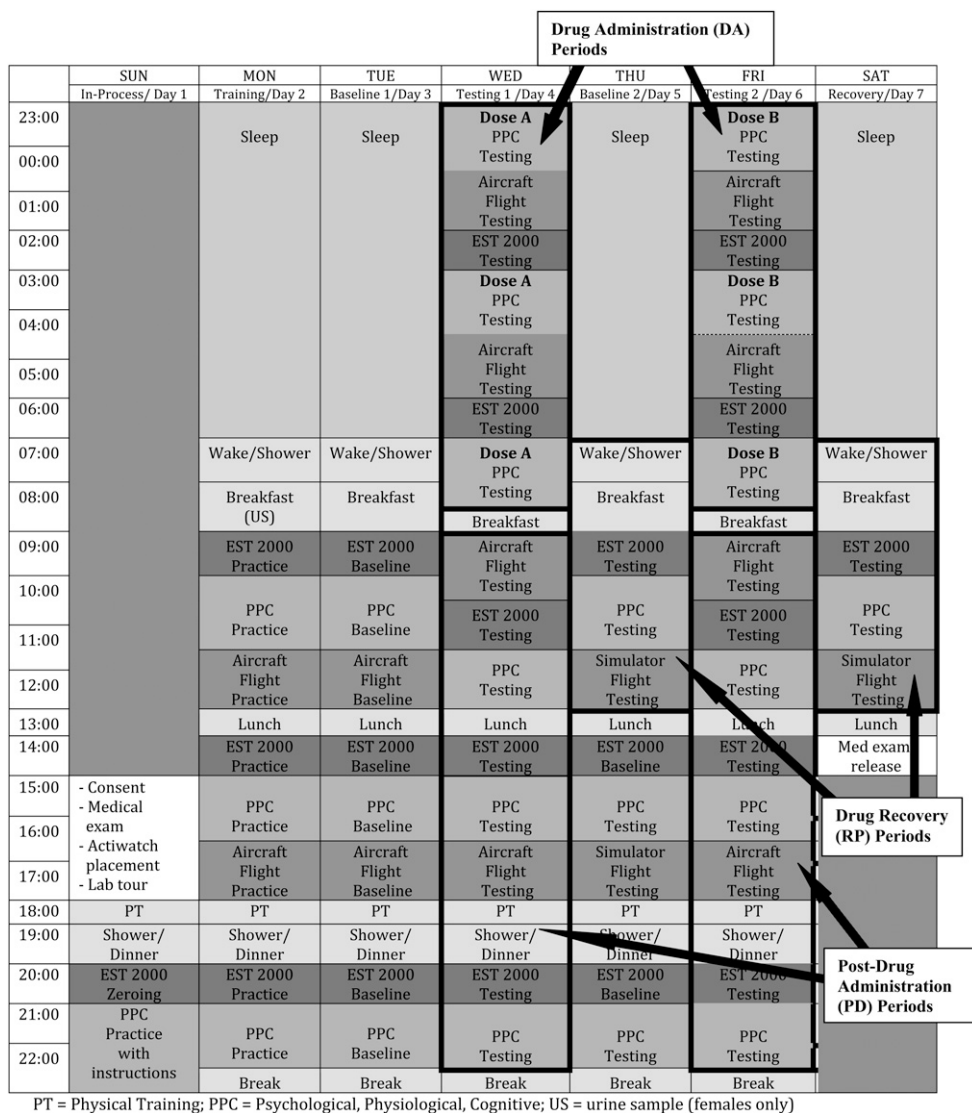 Drug Administration (DA)
Periods
SUN MON TUE WED THU FRI SAT
In-Process/ Day 1 Training/Day 2 Baseline 1/Day 3 Testing 1 /Day 4 Baseline 2/Day 5 Testing 2 /Day 6 Recovery/Day 7
23:00 Dose A Dose B
Sleep Sleep PPC Sleep PPC Sleep
00:00 Testing Testing
Aircraft Aircraft
01:00 Flight Flight
Testing Testing
02:00 EST 2000 EST 2000
Testing Testing
03:00 Dose A Dose B
PPC PPC
04:00 Testing Testing
Aircraft Aircraft
05:00 Flight Flight
Testing Testing
06:00 EST 2000 EST 2000
Testing Testing
07:00 Wake/Shower Wake/Shower Dose A Wake/Shower Dose B Wake/Shower
PPC PPC
08:00 Breakfast Breakfast Testing Breakfast Testing Breakfast
(US) Breakfast Breakfast
09:00 EST 2000 EST 2000 Aircraft EST 2000 Aircraft EST 2000
Practice Baseline Flight Testing Flight Testing
10:00 Testing Testing
PPC PPC EST 2000 PPC EST 2000 PPC
11:00 Practice Baseline Testing Testing Testing Testing
Aircraft Aircraft PPC Simulator PPC Simulator
12:00 Flight Flight Testing Flight Testing Flight
Practice Baseline Testing Testing
13:00 Lunch Lunch Lunch Lunch Lunch Lunch
14:00 EST 2000 EST 2000 EST 2000 EST 2000 EST 2000 Med exam
Practice Baseline Testing Baseline Testing release
15:00 - Consent
- Medical PPC PPC PPC PPC PPC
16:00 exam Practice Baseline Testing Testing Testing
- Actiwatch Aircraft Aircraft Aircraft Simulator Aircraft
17:00 placement Flight Flight Flight Flight Flight
- Lab tour Practice Baseline Testing Testing Testing
Drug Recovery
(RP) Periods
18:00 PT PT PT PT PT PT
19:00 Shower/ Shower/ Shower/ Shower/ Shower/ Shower/
Dinner Dinner Dinner Dinner Dinner Dinner
20:00 EST 2000 EST 2000 EST 2000 EST 2000 EST 2000 EST 2000
Zeroing Practice Baseline Testing Baseline Testing
Post-Drug
Administration
(PD) Periods
21:00 PPC
Practice PPC PPC PPC PPC PPC
22:00 with Practice Baseline Testing Testing Testing
instructions Break Break Break Break Break
PT = Physical Training; PPC = Psychological, Physiological, Cognitive; US = urine sample (females only)